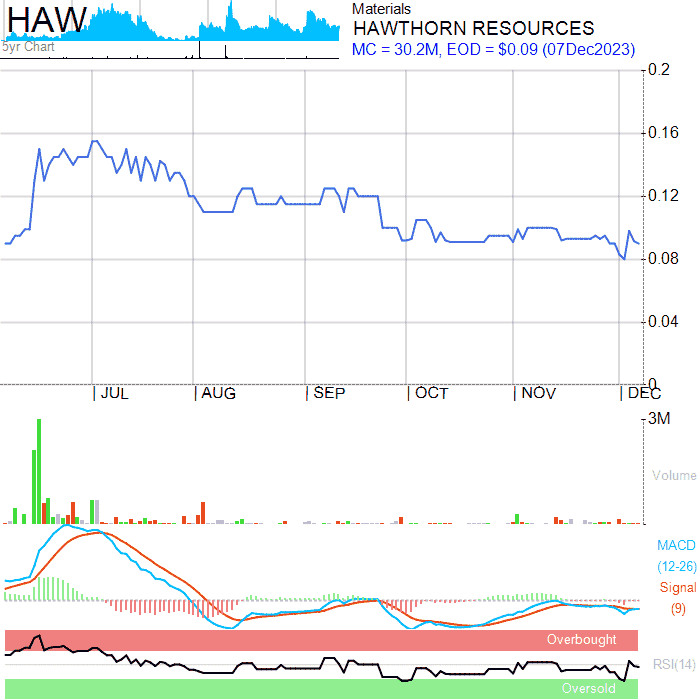 HAW
5yr Chart
Materials
HAWTHORN RESOURCES
MC = 30.2M, EOD = $0.09 (07Dec2023)
0.2
0.16
0.12
0.08
0.04
0
JUL AUG SEP OCT NOV DEC
3M
Volume
MACD
(12-26)
Signal
(9)
Overbought
RSI(14)
Oversold